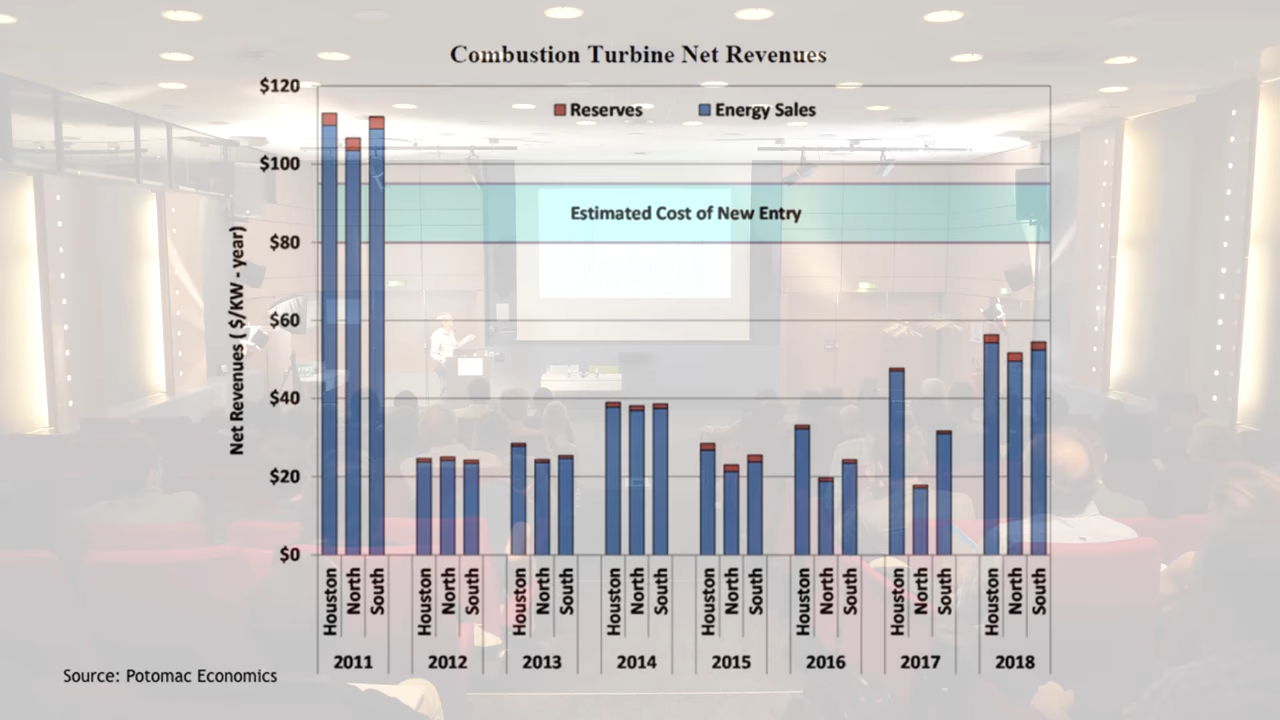 Combustion Turbine Net Revenues
$120
Reserves
Energy Sales
$100
Estimated Cost of New Entry
$80
$60
$40
$20
$0
Net Revenues ( $/KW - year)
Houston North South Houston North South Houston North South Houston North South Houston North South Houston North South Houston North South Houston North South
2011 2012 2013 2014 2015 2016 2017 2018
Source: Potomac Economics